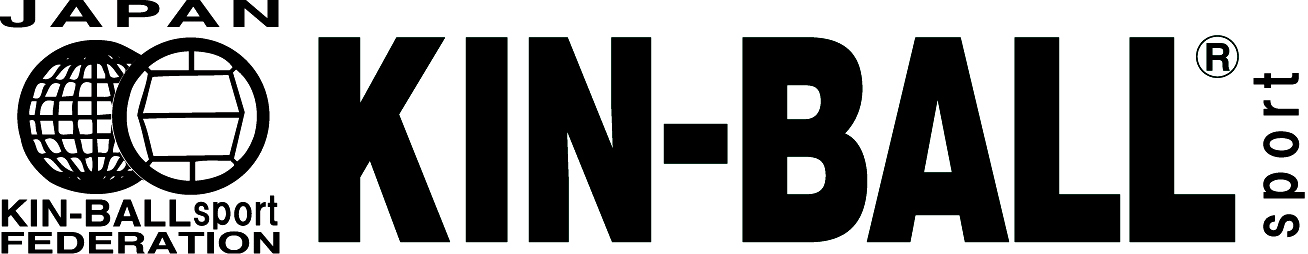 JAPAN
KIN-BALLsport
FEDERATION
KIN-BALL®
sport